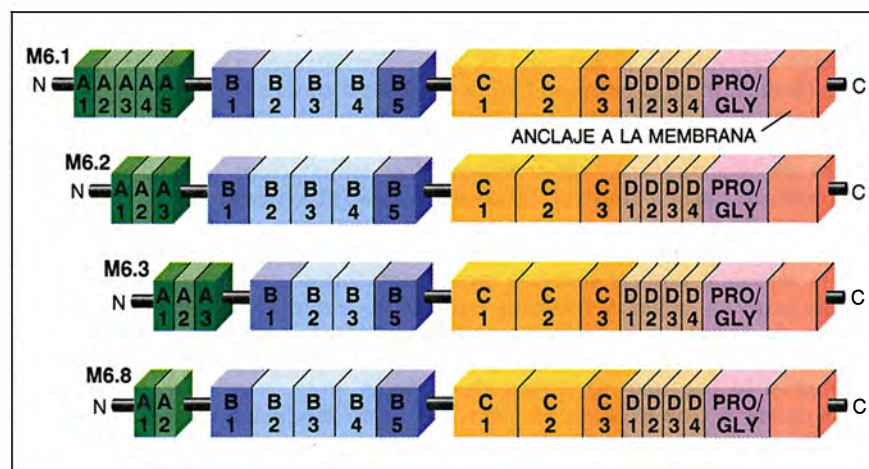 M6.1
N A A A A A B B B B B C C C D D D D PRO/ C
1 2 3 4 5 1 2 3 4 5 1 2 3 1 2 3 4 GLY
ANCLAJE A LA MEMBRANA
M6.2
N A A A B B B B B C C C D D D D PRO/ C
1 2 3 1 2 3 4 5 1 2 3 1 2 3 4 GLY
M6.3
N A A A B B B B C C C D D D D PRO/ C
1 2 3 1 2 3 5 1 2 3 1 2 3 4 GLY
M6.8
N A A B B B B B C C C D D D D PRO/ C
1 2 1 2 3 4 5 1 2 3 1 2 3 4 GLY